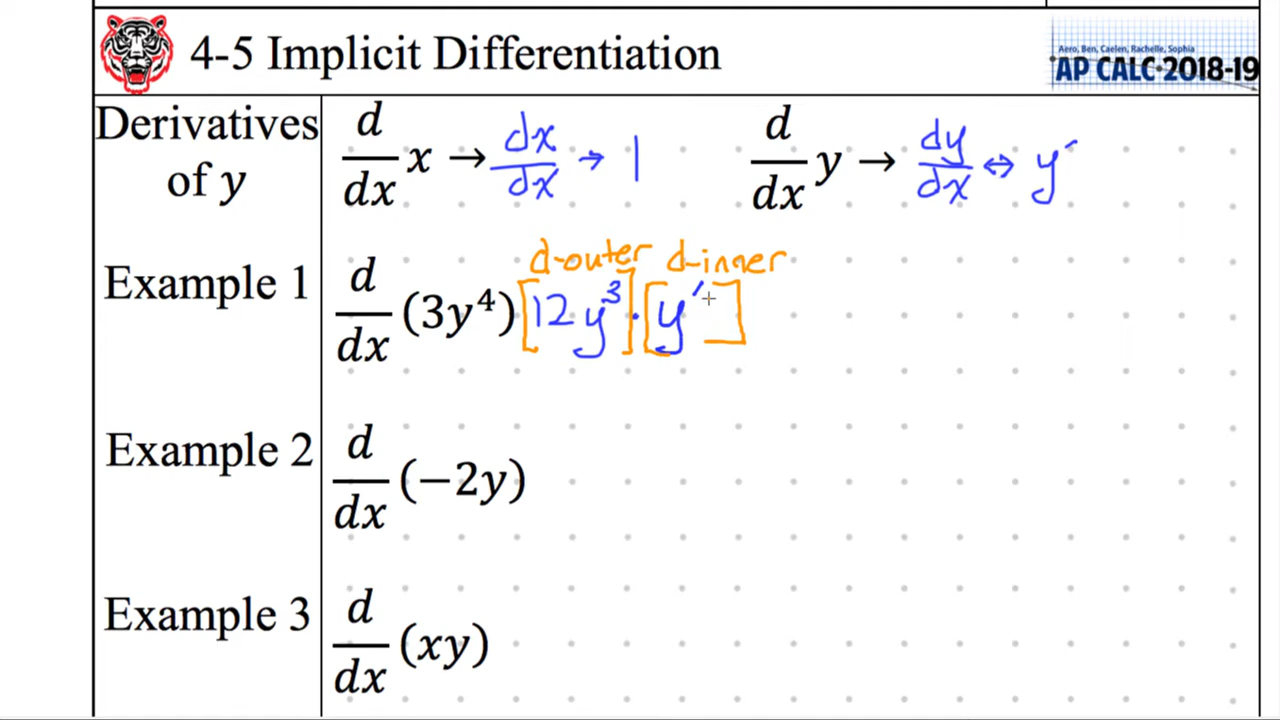 4-5 Implicit Differentiation
Aero, Ben, Caelen, Rachelle, Sophia
AP CALC 2018-19
Derivatives of y
d/dx x → dx/dx → 1
d/dx y → dy/dx ⇔ y′
d-outer d-inner
Example 1
d/dx (3y⁴) [12y³] · [y′]
Example 2
d/dx (−2y)
Example 3
d/dx (xy)